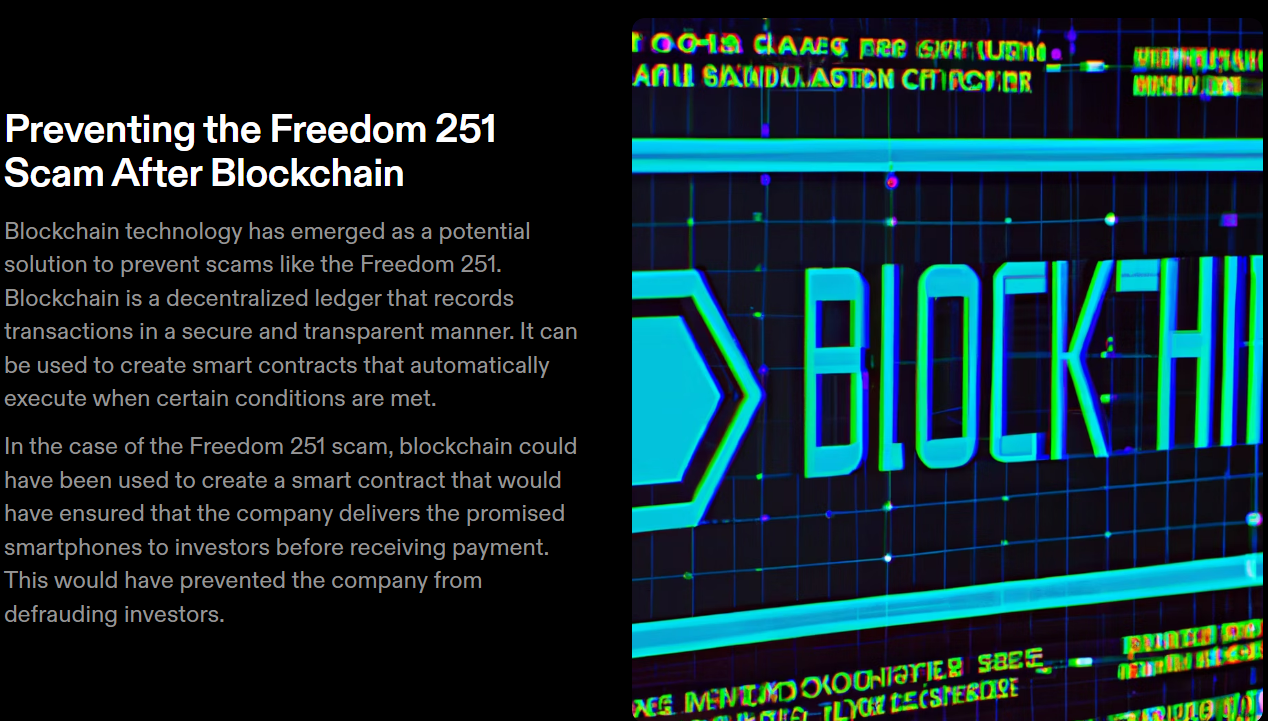 Preventing the Freedom 251
Scam After Blockchain
Blockchain technology has emerged as a potential
solution to prevent scams like the Freedom 251.
Blockchain is a decentralized ledger that records
transactions in a secure and transparent manner. It can
be used to create smart contracts that automatically
execute when certain conditions are met.
In the case of the Freedom 251 scam, blockchain could
have been used to create a smart contract that would
have ensured that the company delivers the promised
smartphones to investors before receiving payment.
This would have prevented the company from
defrauding investors.
BLOCK